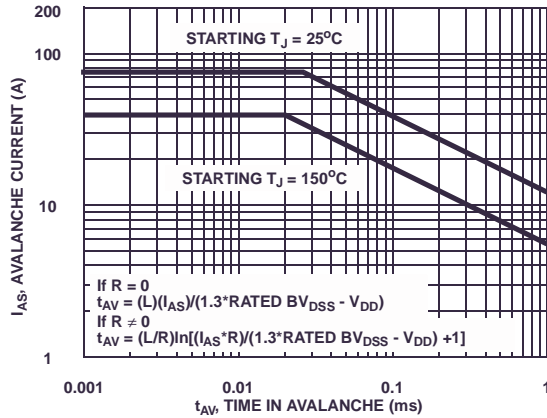 200
100
10
1
I_AS, AVALANCHE CURRENT (A)
STARTING T_J = 25°C
STARTING T_J = 150°C
If R = 0
t_AV = (L)(I_AS)/(1.3*RATED BV_DSS - V_DD)
If R ≠ 0
t_AV = (L/R)ln[(I_AS*R)/(1.3*RATED BV_DSS - V_DD) +1]
0.001
0.01
0.1
1
t_AV, TIME IN AVALANCHE (ms)